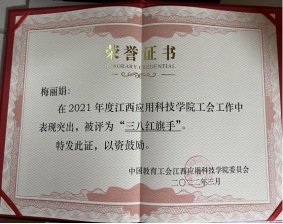 荣誉证书
HONORARY CREDENTIAL
梅丽娟:
在2021年度江西应用科技学院工会工作中
表现突出，被评为“三八红旗手”。
特发此证，以资鼓励。
中国教育工会江西应用科技学院委员会
二〇二二年三月